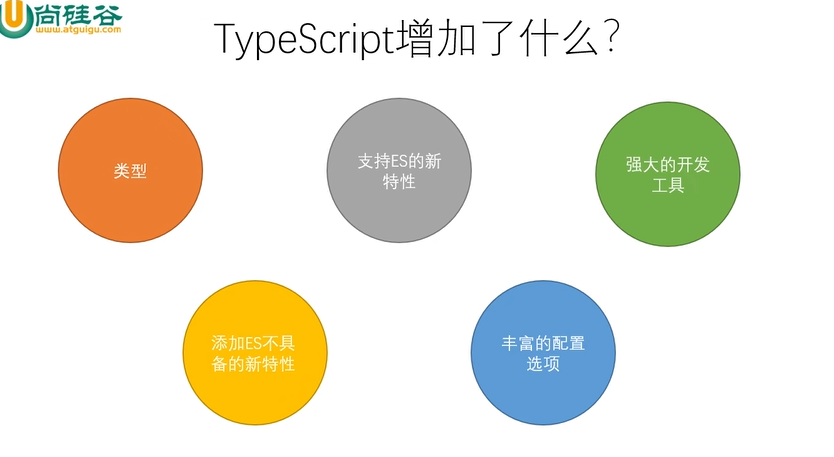 尚硅谷
www.atguigu.com
TypeScript增加了什么？
类型
支持ES的新
特性
强大的开发
工具
添加ES不具
备的新特性
丰富的配置
选项